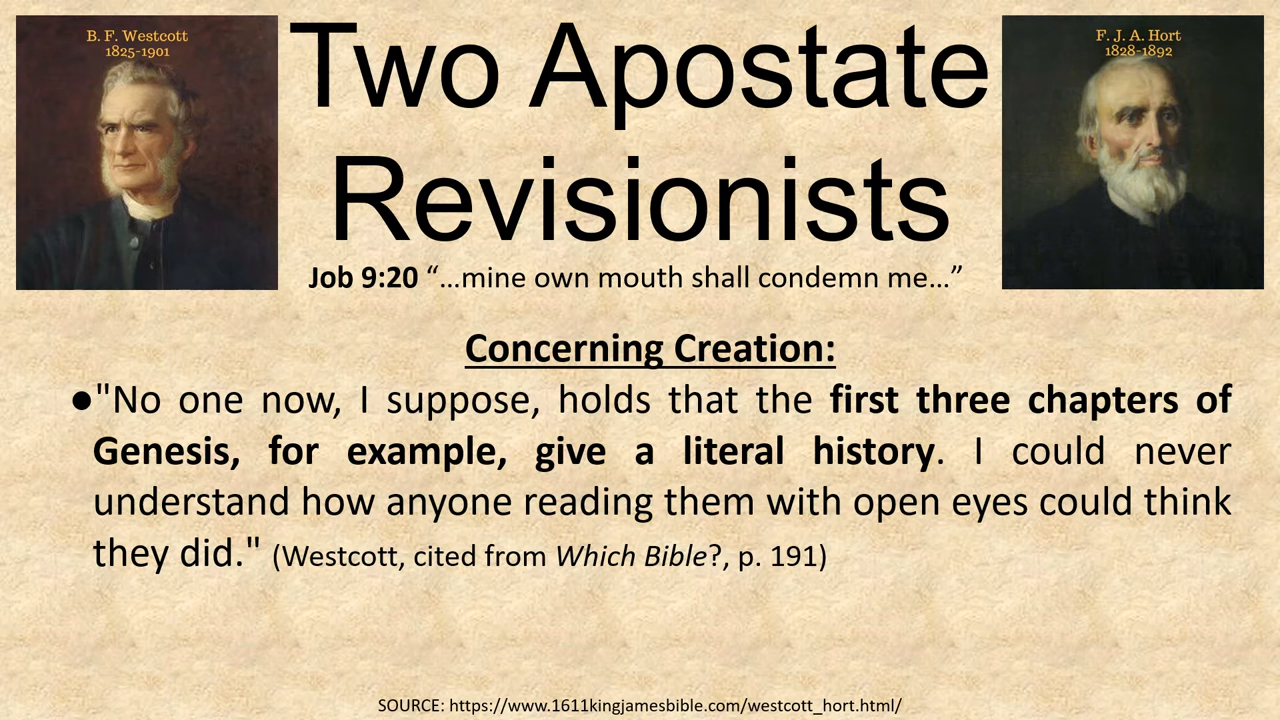 B. F. Westcott
1825-1901
Two Apostate
Revisionists
F. J. A. Hort
1828-1892
Job 9:20 “…mine own mouth shall condemn me…”
Concerning Creation:
●"No one now, I suppose, holds that the first three chapters of
Genesis, for example, give a literal history. I could never
understand how anyone reading them with open eyes could think
they did." (Westcott, cited from Which Bible?, p. 191)
SOURCE: https://www.1611kingjamesbible.com/westcott_hort.html/